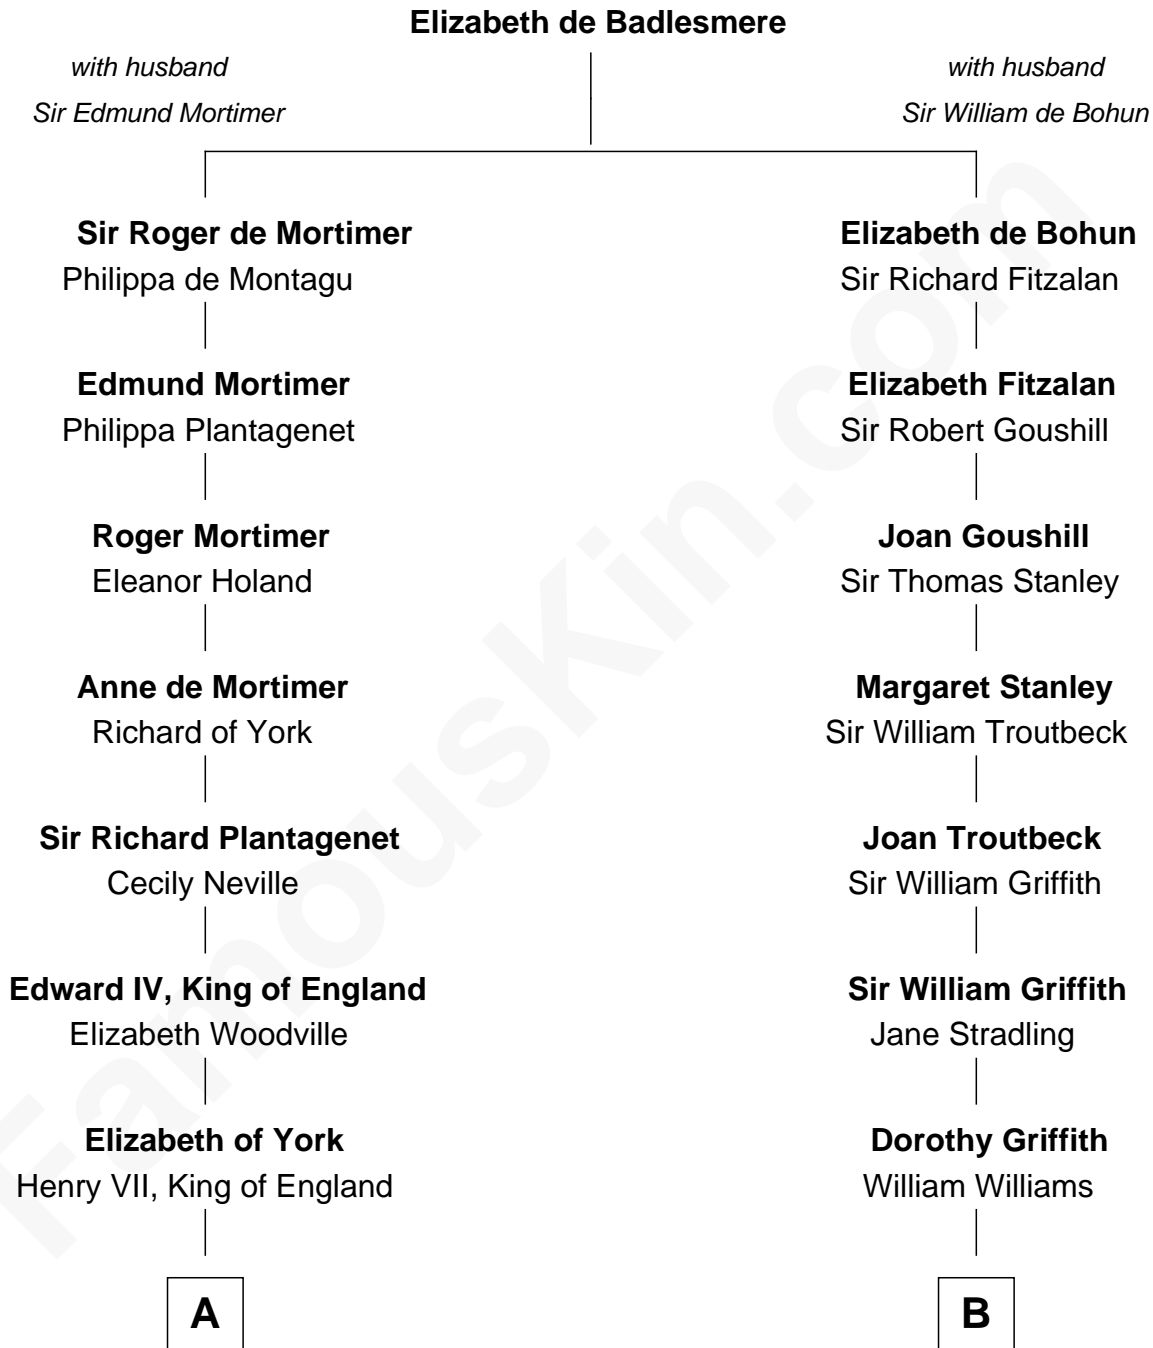 Elizabeth de Badlesmere
with husband
Sir Edmund Mortimer
with husband
Sir William de Bohun
Sir Roger de Mortimer
Philippa de Montagu
Elizabeth de Bohun
Sir Richard Fitzalan
Edmund Mortimer
Philippa Plantagenet
Elizabeth Fitzalan
Sir Robert Goushill
Roger Mortimer
Eleanor Holand
Joan Goushill
Sir Thomas Stanley
Anne de Mortimer
Richard of York
Margaret Stanley
Sir William Troutbeck
Sir Richard Plantagenet
Cecily Neville
Joan Troutbeck
Sir William Griffith
Edward IV, King of England
Elizabeth Woodville
Sir William Griffith
Jane Stradling
Elizabeth of York
Henry VII, King of England
Dorothy Griffith
William Williams
A
B
FamousKin.com